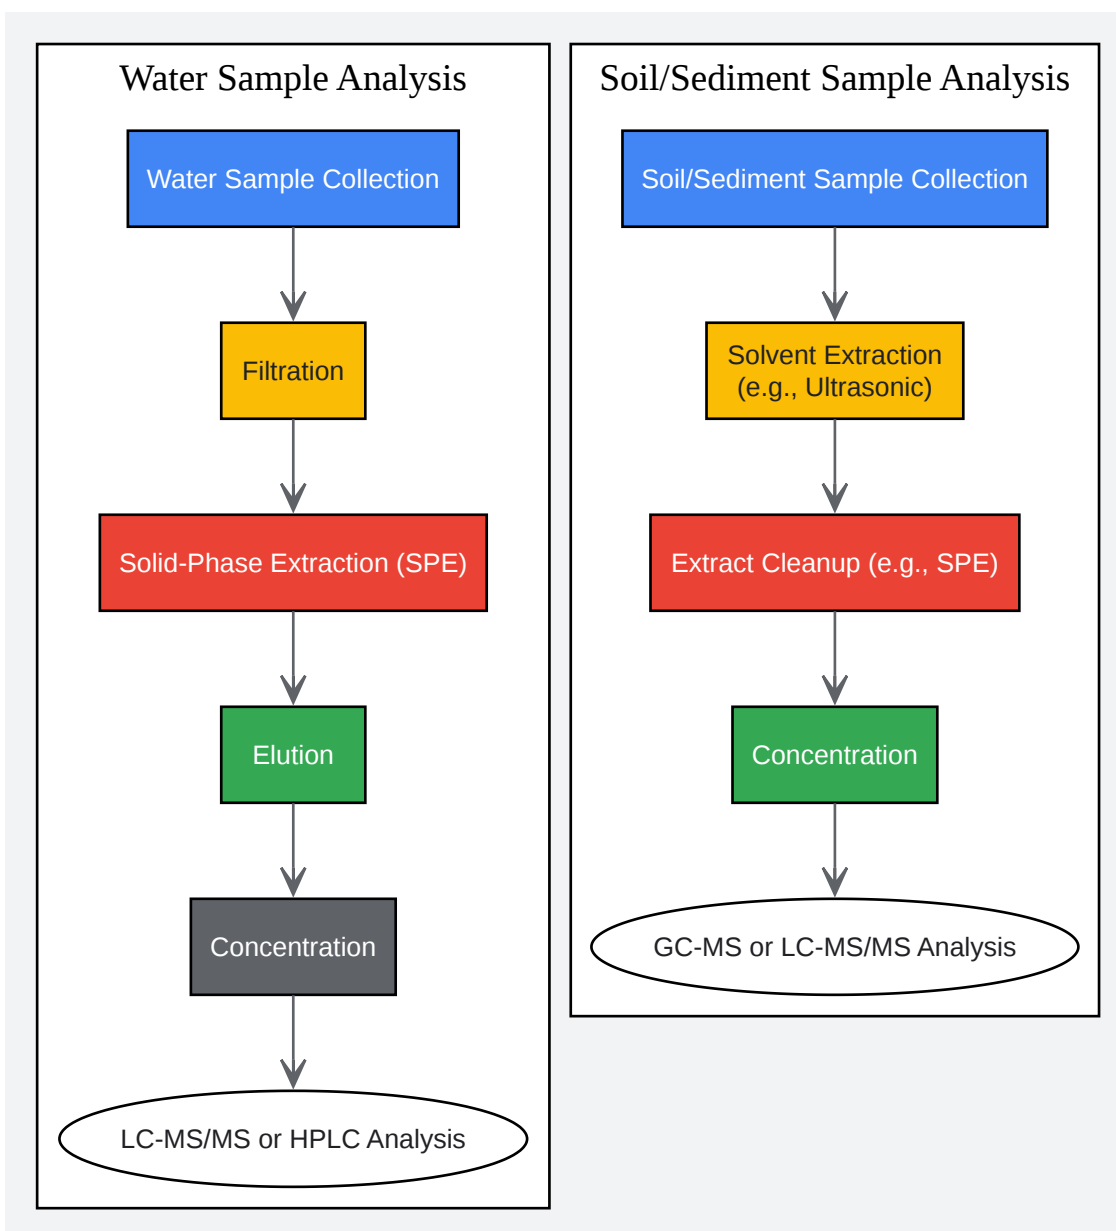 Water Sample Analysis
Water Sample Collection
Filtration
Solid-Phase Extraction (SPE)
Elution
Concentration
LC-MS/MS or HPLC Analysis
Soil/Sediment Sample Analysis
Soil/Sediment Sample Collection
Solvent Extraction
(e.g., Ultrasonic)
Extract Cleanup (e.g., SPE)
Concentration
GC-MS or LC-MS/MS Analysis